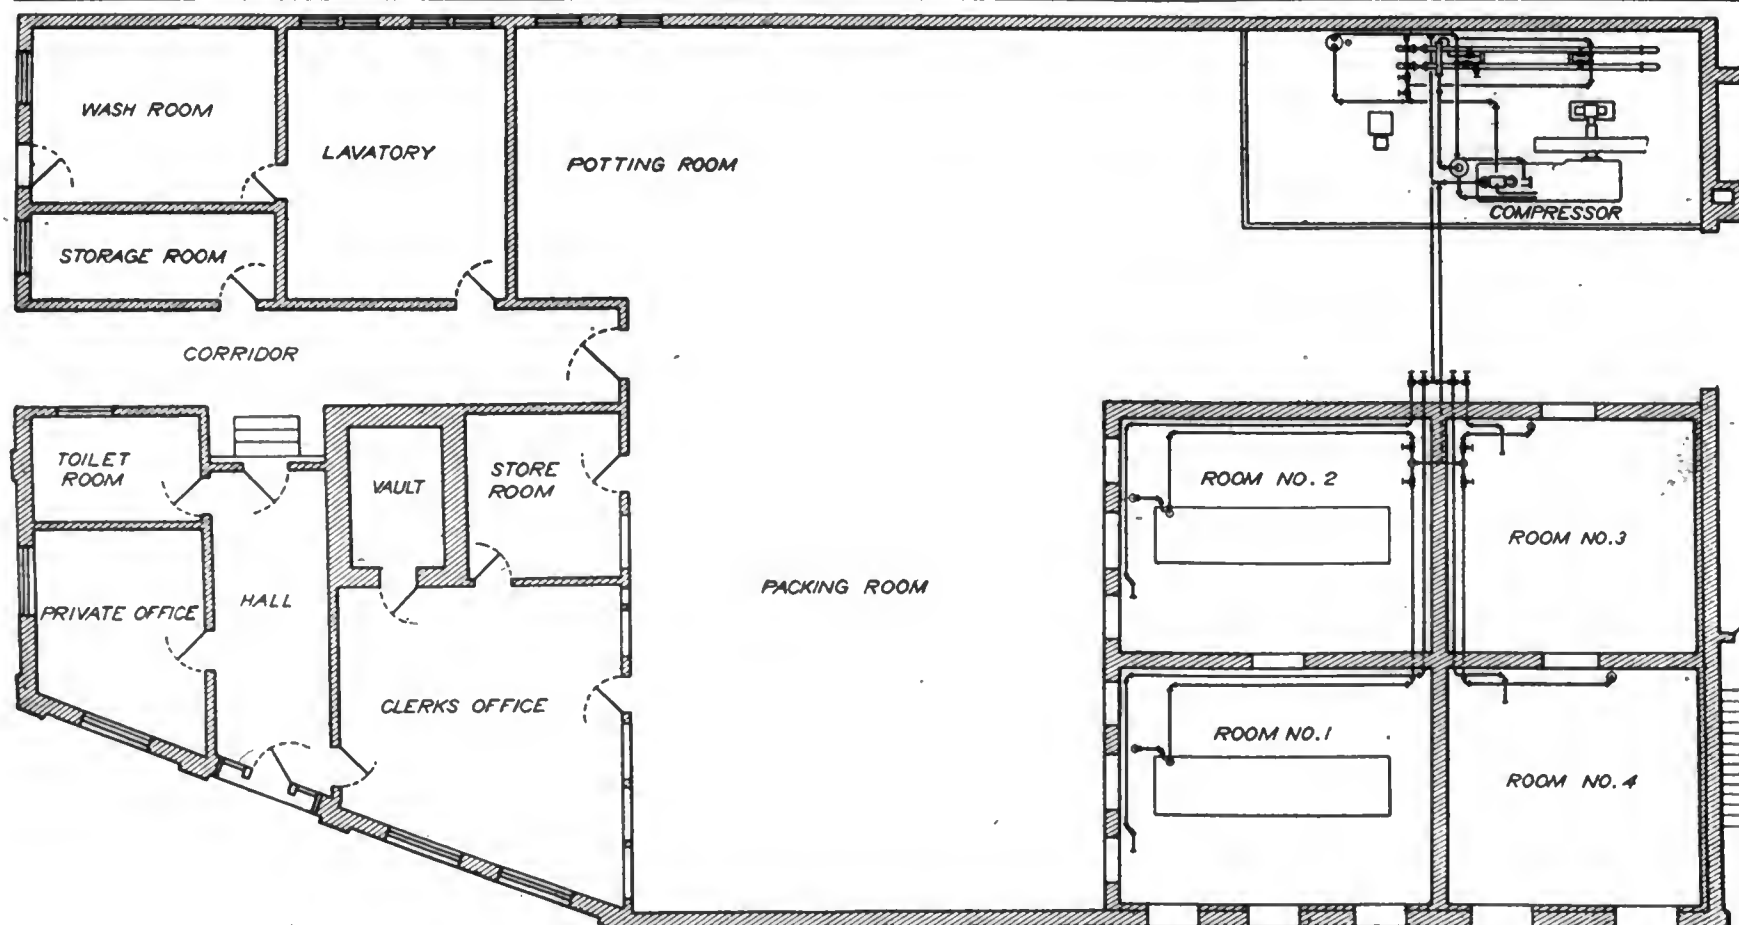 WASH ROOM
LAVATORY
POTTING ROOM
COMPRESSOR
STORAGE ROOM
CORRIDOR
TOILET
ROOM
VAULT
STORE
ROOM
ROOM NO. 2
ROOM NO. 3
PRIVATE OFFICE
HALL
PACKING ROOM
CLERKS OFFICE
ROOM NO. 1
ROOM NO. 4